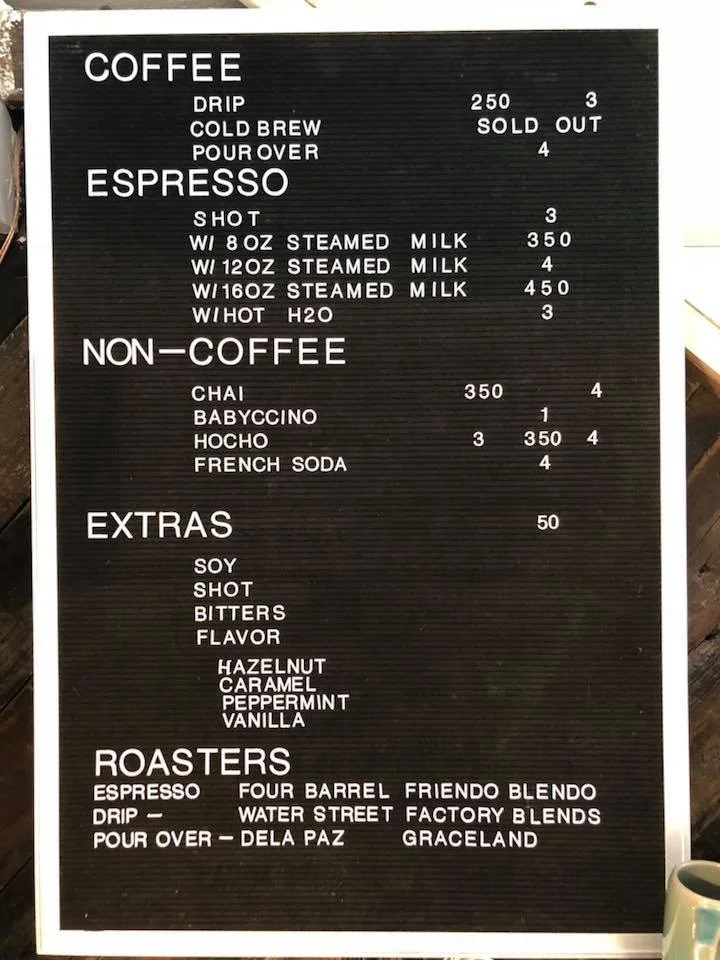 COFFEE
DRIP 250 3
COLD BREW SOLD OUT
POUR OVER 4
ESPRESSO
SHOT 3
W/ 8 OZ STEAMED MILK 350
W/ 12OZ STEAMED MILK 4
W/ 16OZ STEAMED MILK 450
W/HOT H2O 3
NON-COFFEE
CHAI 350 4
BABYCCINO 1
HOCHO 3 350 4
FRENCH SODA 4
EXTRAS 50
SOY
SHOT
BITTERS
FLAVOR
HAZELNUT
CARAMEL
PEPPERMINT
VANILLA
ROASTERS
ESPRESSO FOUR BARREL FRIENDO BLENDO
DRIP - WATER STREET FACTORY BLENDS
POUR OVER - DELA PAZ GRACELAND